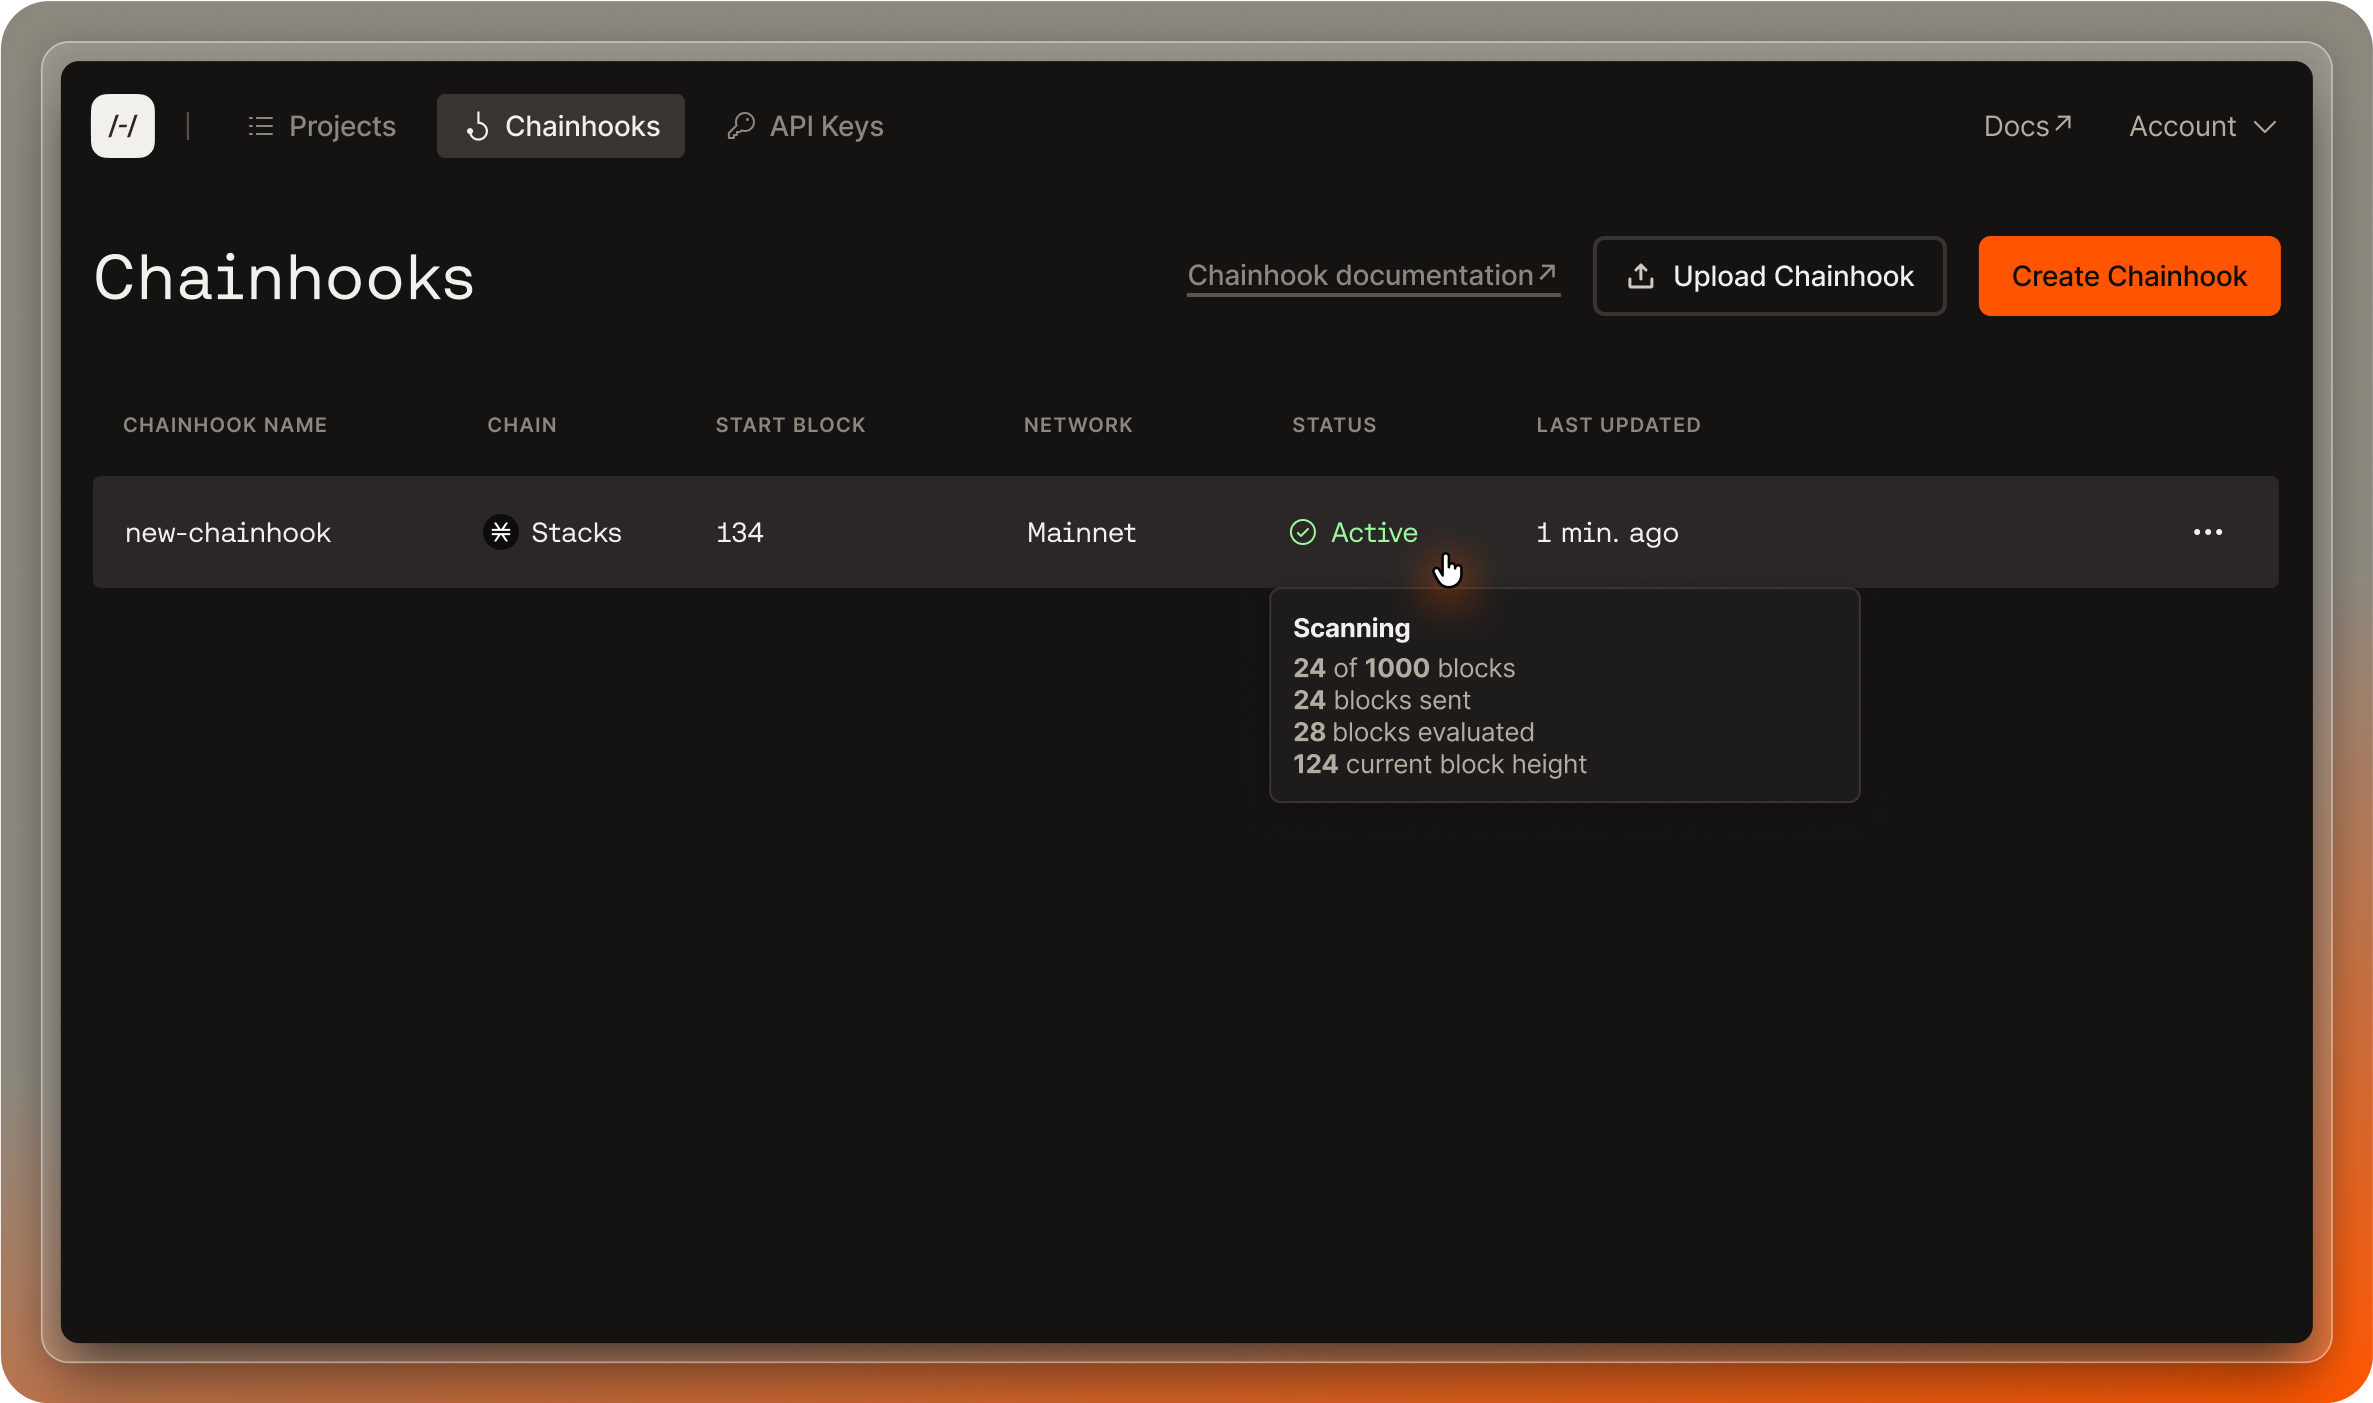 /-/
Projects
Chainhooks
API Keys
Docs
Account
Chainhooks
Chainhook documentation
Upload Chainhook
Create Chainhook
CHAINHOOK NAME CHAIN START BLOCK NETWORK STATUS LAST UPDATED
new-chainhook Stacks 134 Mainnet Active 1 min. ago
Scanning
24 of 1000 blocks
24 blocks sent
28 blocks evaluated
124 current block height